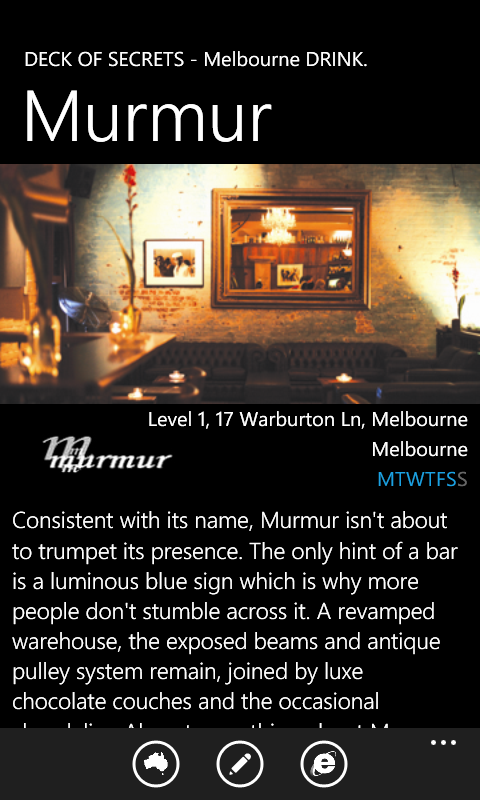 DECK OF SECRETS - Melbourne DRINK.
Murmur
Level 1, 17 Warburton Ln, Melbourne
murmur
Melbourne
MTWTFSS
Consistent with its name, Murmur isn't about
to trumpet its presence. The only hint of a bar
is a luminous blue sign which is why more
people don't stumble across it. A revamped
warehouse, the exposed beams and antique
pulley system remain, joined by luxe
chocolate couches and the occasional